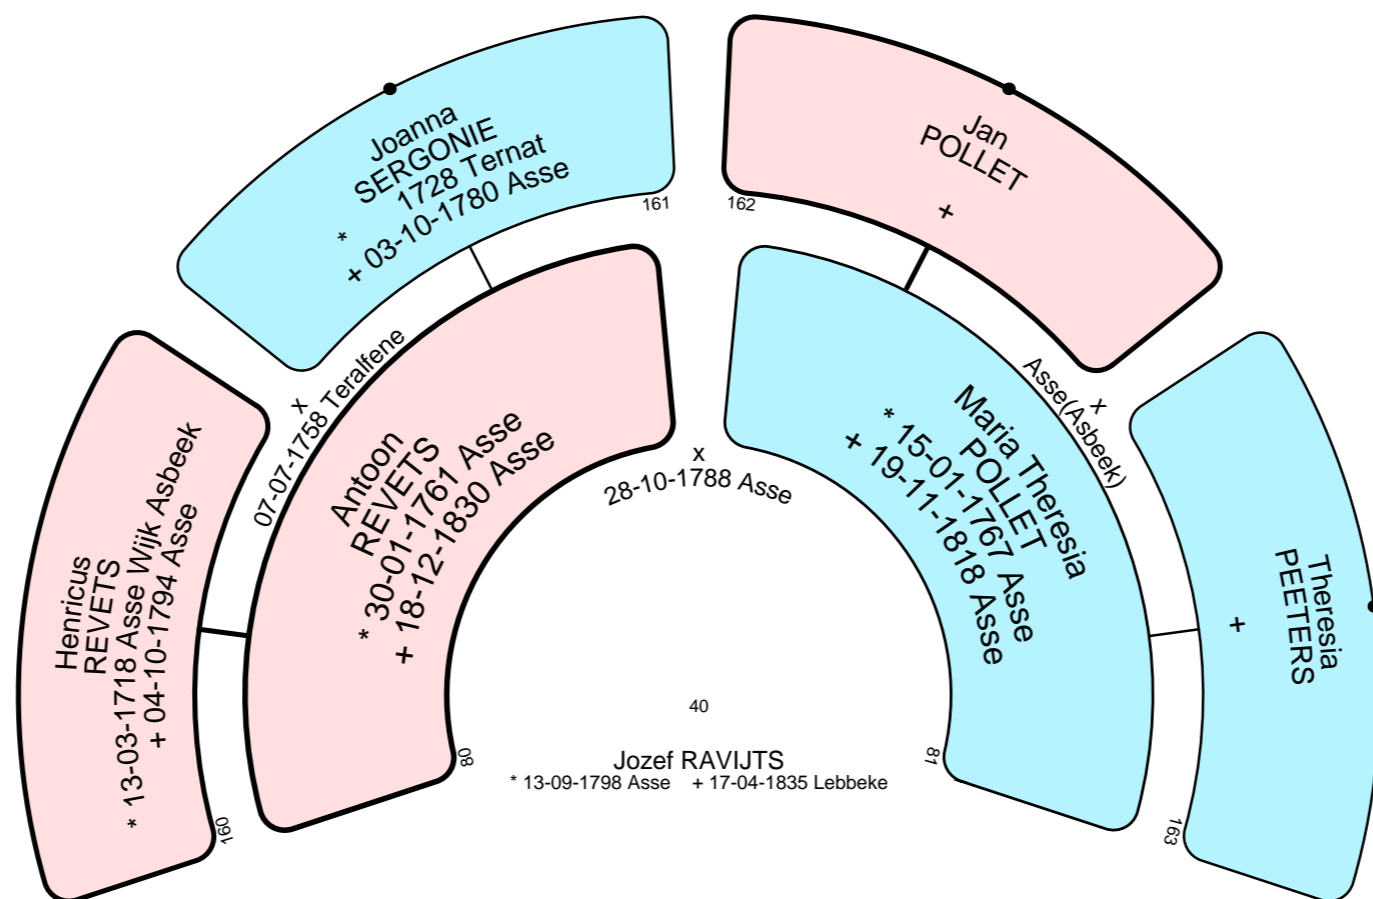 Joanna
SERGONIE
* 1728 Ternat
+ 03-10-1780 Asse
161
Jan
POLLET
+
162
Henricus
REVETS
* 13-03-1718 Asse Wijk Asbeek
+ 04-10-1794 Asse
160
x
07-07-1758 Teralfene
Antoon
REVETS
* 30-01-1761 Asse
+ 18-12-1830 Asse
80
x
28-10-1788 Asse
Maria Theresia
POLLET
* 15-01-1767 Asse
+ 19-11-1818 Asse
81
x
Asse(Asbeek)
Theresia
PEETERS
+
163
40
Jozef RAVIJTS
* 13-09-1798 Asse + 17-04-1835 Lebbeke